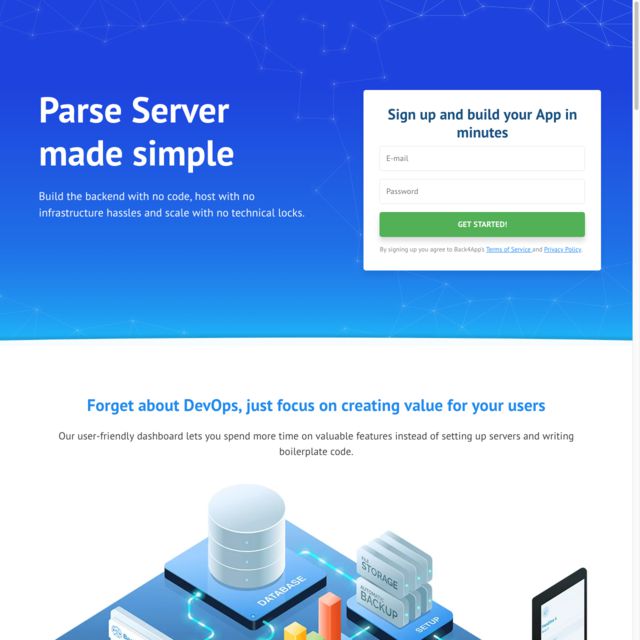 Parse Server
made simple
Build the backend with no code, host with no
infrastructure hassles and scale with no technical locks.
Sign up and build your App in
minutes
E-mail
Password
GET STARTED!
By signing up you agree to Back4App's Terms of Service and Privacy Policy.
Forget about DevOps, just focus on creating value for your users
Our user-friendly dashboard lets you spend more time on valuable features instead of setting up servers and writing
boilerplate code.
DATABASE
FILE
STORAGE
AUTOMATIC
BACKUP
SETUP